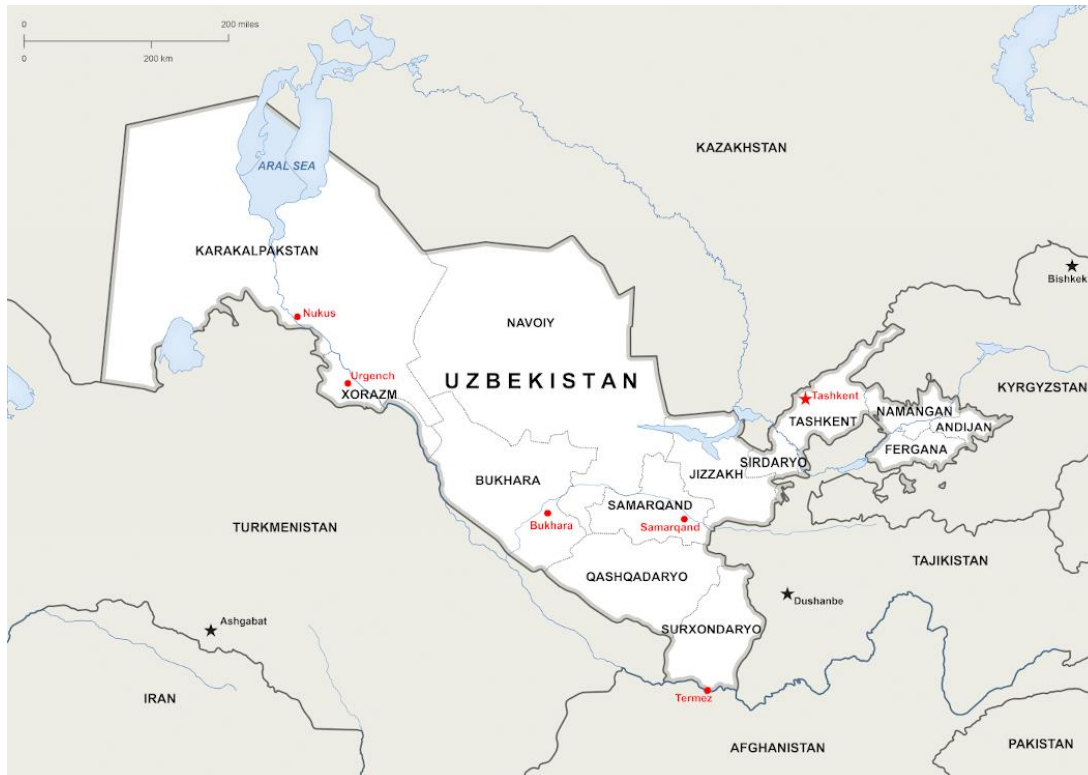 0 200 miles
0 200 km
KAZAKHSTAN
ARAL SEA
KARAKALPAKSTAN
Bishkek
Nukus
NAVOIY
Urgench
XORAZM
UZBEKISTAN
Tashkent
TASHKENT
KYRGYZSTAN
NAMANGAN
ANDIJAN
FERGANA
SIRDARYO
JIZZAKH
BUKHARA
SAMARQAND
Bukhara
Samarqand
TURKMENISTAN
TAJIKISTAN
QASHQADARYO
Dushanbe
Ashgabat
SURXONDARYO
IRAN
Termez
AFGHANISTAN
PAKISTAN